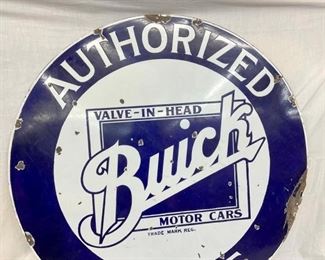 AUTHORIZED
VALVE-IN-HEAD
Buick
MOTOR CARS
TRADE MARK REG.